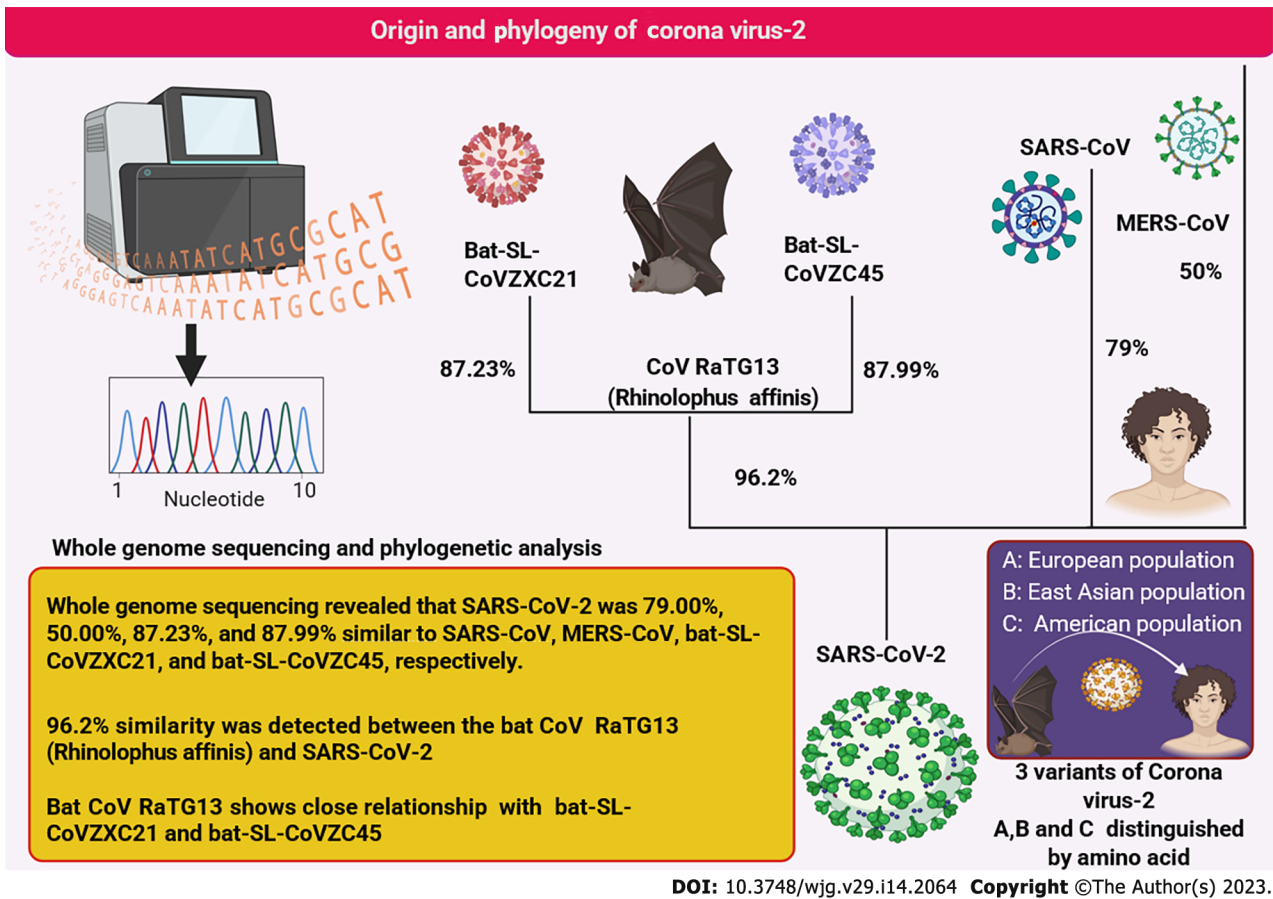 Origin and phylogeny of corona virus-2
SARS-CoV
MERS-CoV
50%
79%
Bat-SL-
CoVZXC21
Bat-SL-
CoVZC45
87.23%
CoV RaTG13
(Rhinolophus affinis)
87.99%
96.2%
GTCAAATATCATGCGCAT
GAGTCAAATATCATGCG
GGGAGTCAAATATCATGCGCAT
1
Nucleotide
10
Whole genome sequencing and phylogenetic analysis
Whole genome sequencing revealed that SARS-CoV-2 was 79.00%,
50.00%, 87.23%, and 87.99% similar to SARS-CoV, MERS-CoV, bat-SL-
CoVZXC21, and bat-SL-CoVZC45, respectively.
96.2% similarity was detected between the bat CoV RaTG13
(Rhinolophus affinis) and SARS-CoV-2
Bat CoV RaTG13 shows close relationship with bat-SL-
CoVZXC21 and bat-SL-CoVZC45
SARS-CoV-2
A: European population
B: East Asian population
C: American population
3 variants of Corona
virus-2
A,B and C distinguished
by amino acid
DOI: 10.3748/wjg.v29.i14.2064 Copyright ©The Author(s) 2023.